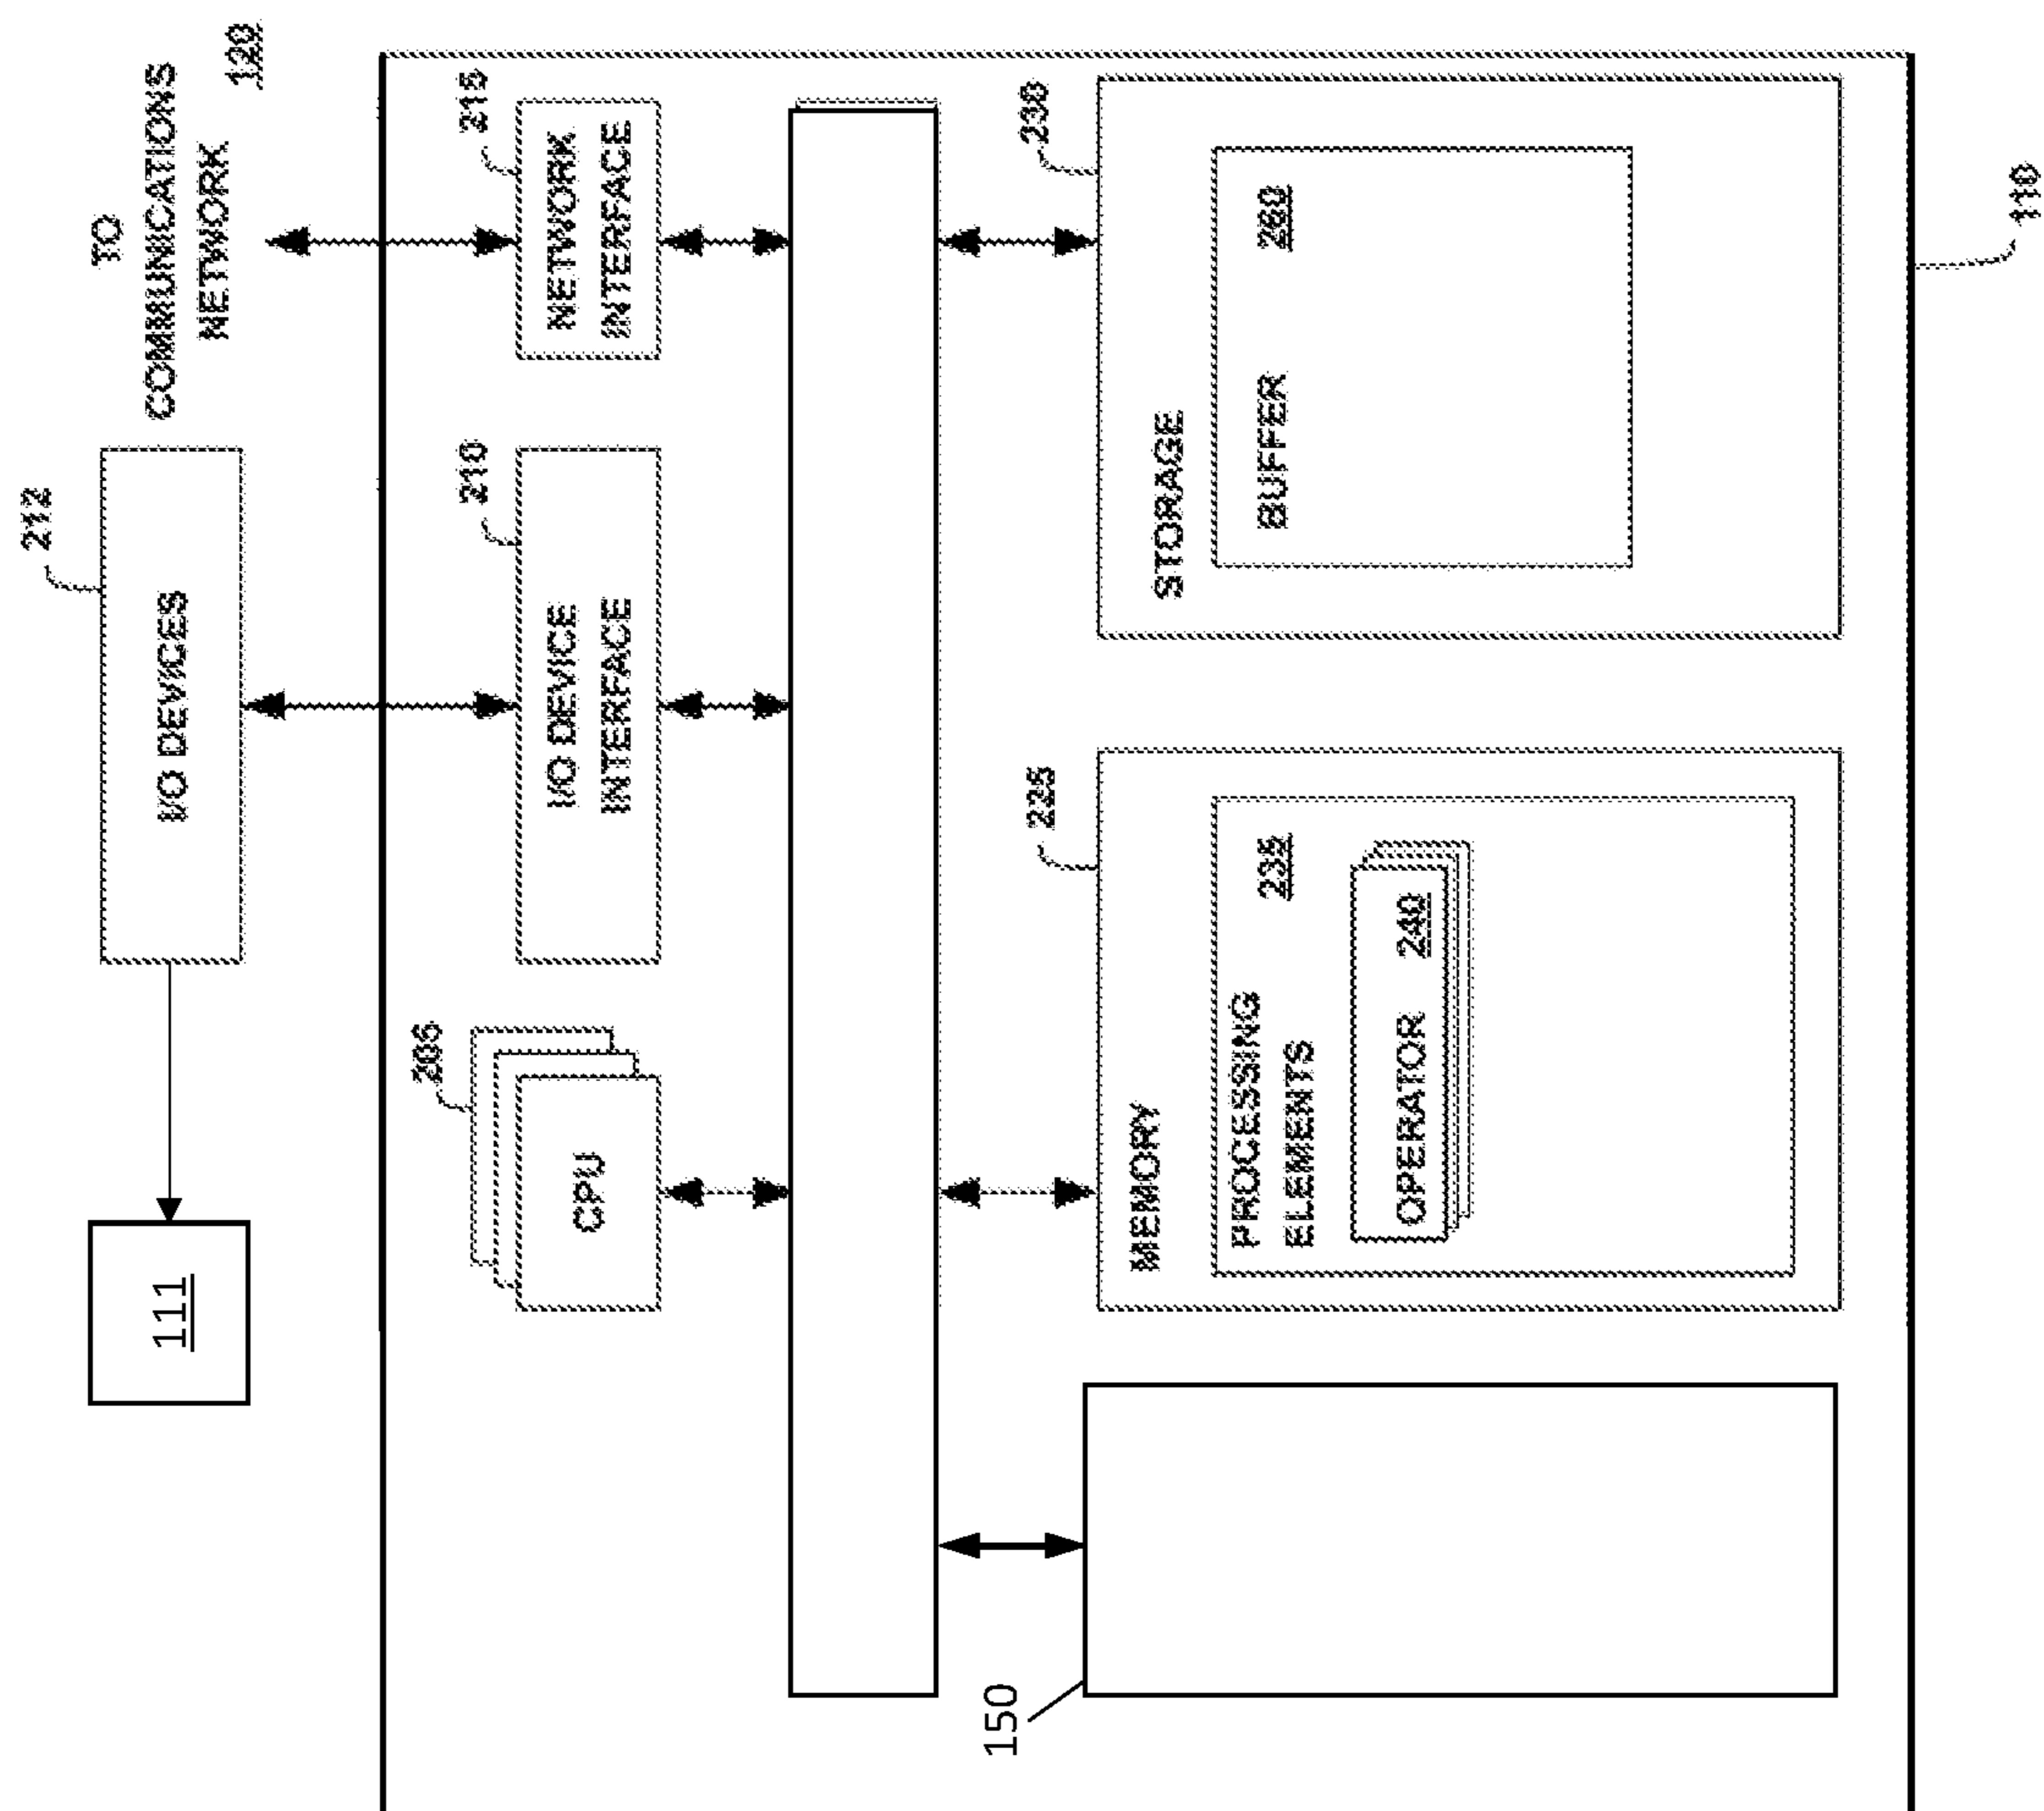 212
TO
111
I/O DEVICES
COMMUNICATIONS
NETWORK
120
205
210
215
CPU
I/O DEVICE
INTERFACE
NETWORK
INTERFACE
150
225
230
MEMORY
STORAGE
PROCESSING
ELEMENTS
235
BUFFER
260
OPERATOR 240
110